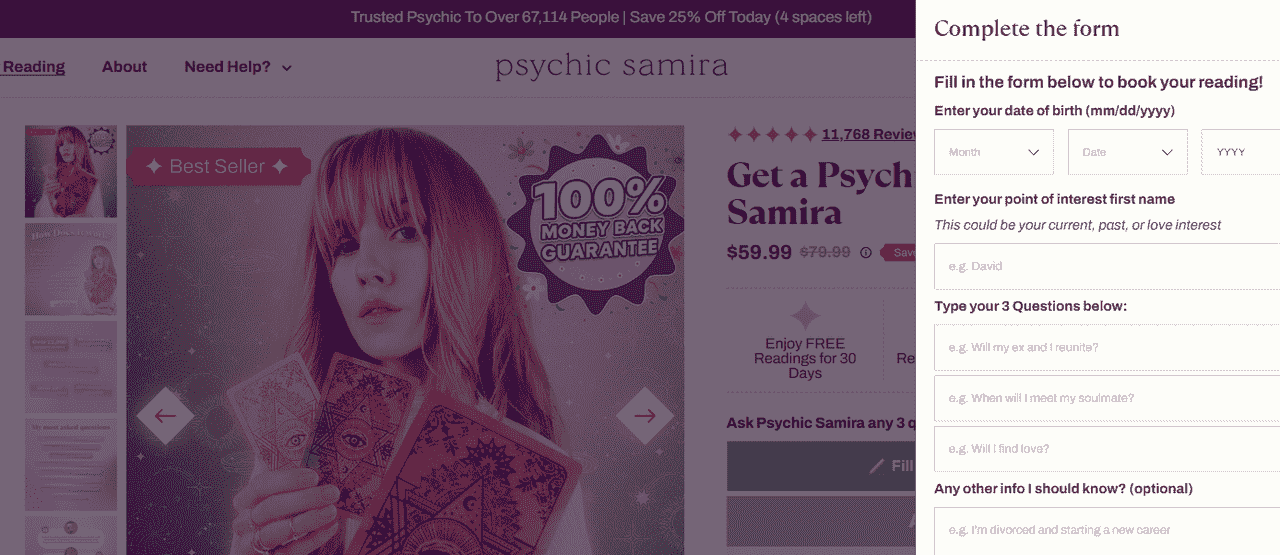 Trusted Psychic To Over 67,114 People | Save 25% Off Today (4 spaces left)
Reading
About
Need Help?
psychic samira
Best Seller
100%
MONEY BACK
GUARANTEE
11,768 Review
Get a Psych
Samira
$59.99 $79.99 Save
Enjoy FREE
Readings for 30
Days
Re
Ask Psychic Samira any 3 q
Fill
Complete the form
Fill in the form below to book your reading!
Enter your date of birth (mm/dd/yyyy)
Month
Date
YYYY
Enter your point of interest first name
This could be your current, past, or love interest
e.g. David
Type your 3 Questions below:
e.g. Will my ex and I reunite?
e.g. When will I meet my soulmate?
e.g. Will I find love?
Any other info I should know? (optional)
e.g. I'm divorced and starting a new career